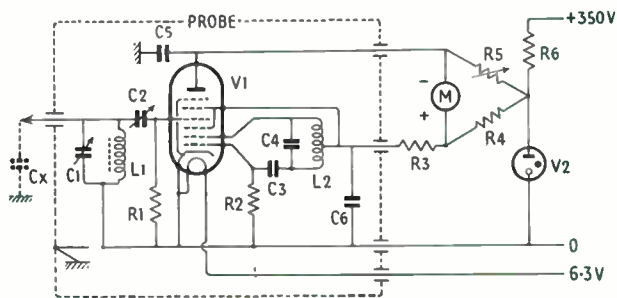 PROBE
+350V
C5
R5
R6
V1
C2
M
-
+
R4
Cx
C1
L1
C4
C3
L2
R3
V2
R1
R2
C6
0
6·3V